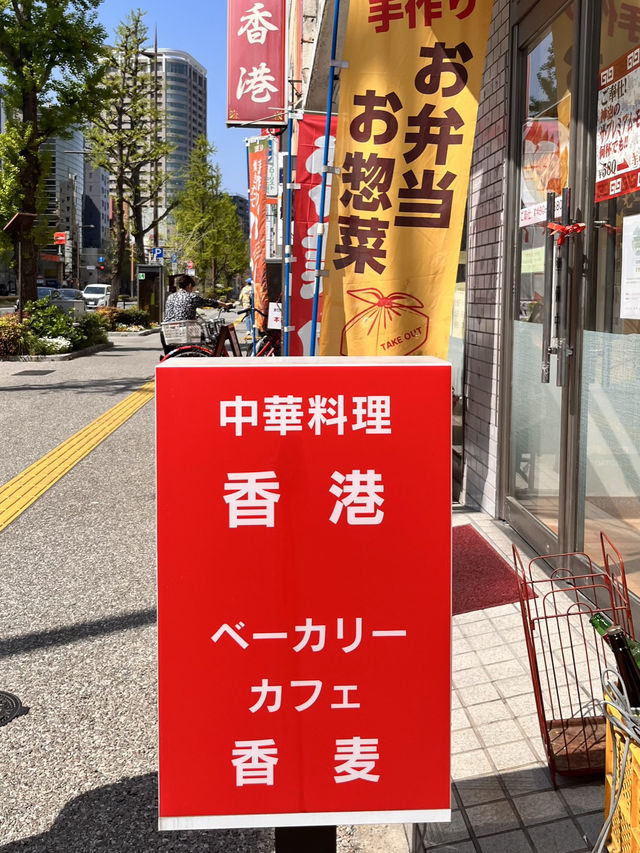 香港
手作り
お弁当
お惣菜
TAKE OUT
中華料理
香 港
ベーカリー
カフェ
香 麦